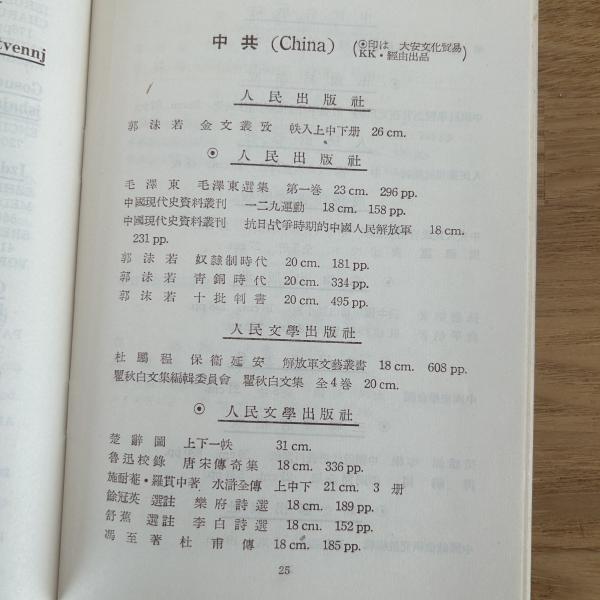 tvennj
中共 (China) (⦿印は 大安文化貿易
KK・經由出品)
人民出版社
郭沫若 金文叢攷 帙入上中下册 26 cm.
⦿ 人民出版社
毛澤東 毛澤東選集 第一卷 23 cm. 296 pp.
中國現代史資料叢刊 一二九運動 18 cm. 158 pp.
中國現代史資料叢刊 抗日战爭時期的中國人民解放軍 18 cm.
231 pp.
郭沫若 奴隷制時代 20 cm. 181 pp.
郭沫若 青銅時代 20 cm. 334 pp.
郭沫若 十批判書 20 cm. 495 pp.
人民文學出版社
杜鵬程 保衛延安 解放軍文藝叢書 18 cm. 608 pp.
瞿秋白文集編輯委員會 瞿秋白文集 全4巻 20 cm.
⦿ 人民文學出版社
楚辭圖 上下一帙 31 cm.
魯迅校錄 唐宋傳奇集 18 cm. 336 pp.
施耐菴・羅貫中著 水滸全傳 上中下 21 cm. 3 册
餘冠英 選註 樂府詩選 18 cm. 189 pp.
舒蕪 選註 李白詩選 18 cm. 152 pp.
馮至著 杜甫傳 18 cm. 185 pp.
25